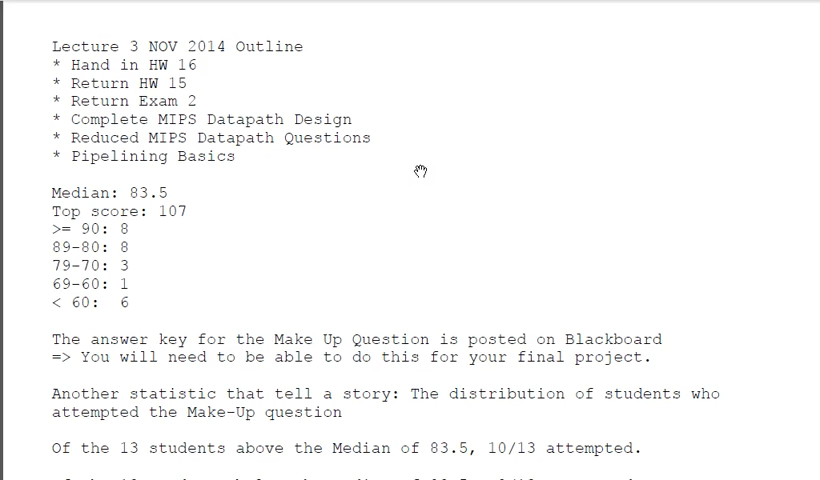 Lecture 3 NOV 2014 Outline
* Hand in HW 16
* Return HW 15
* Return Exam 2
* Complete MIPS Datapath Design
* Reduced MIPS Datapath Questions
* Pipelining Basics
Median: 83.5
Top score: 107
>= 90: 8
89-80: 8
79-70: 3
69-60: 1
< 60: 6
The answer key for the Make Up Question is posted on Blackboard
=> You will need to be able to do this for your final project.
Another statistic that tell a story: The distribution of students who
attempted the Make-Up question
Of the 13 students above the Median of 83.5, 10/13 attempted.